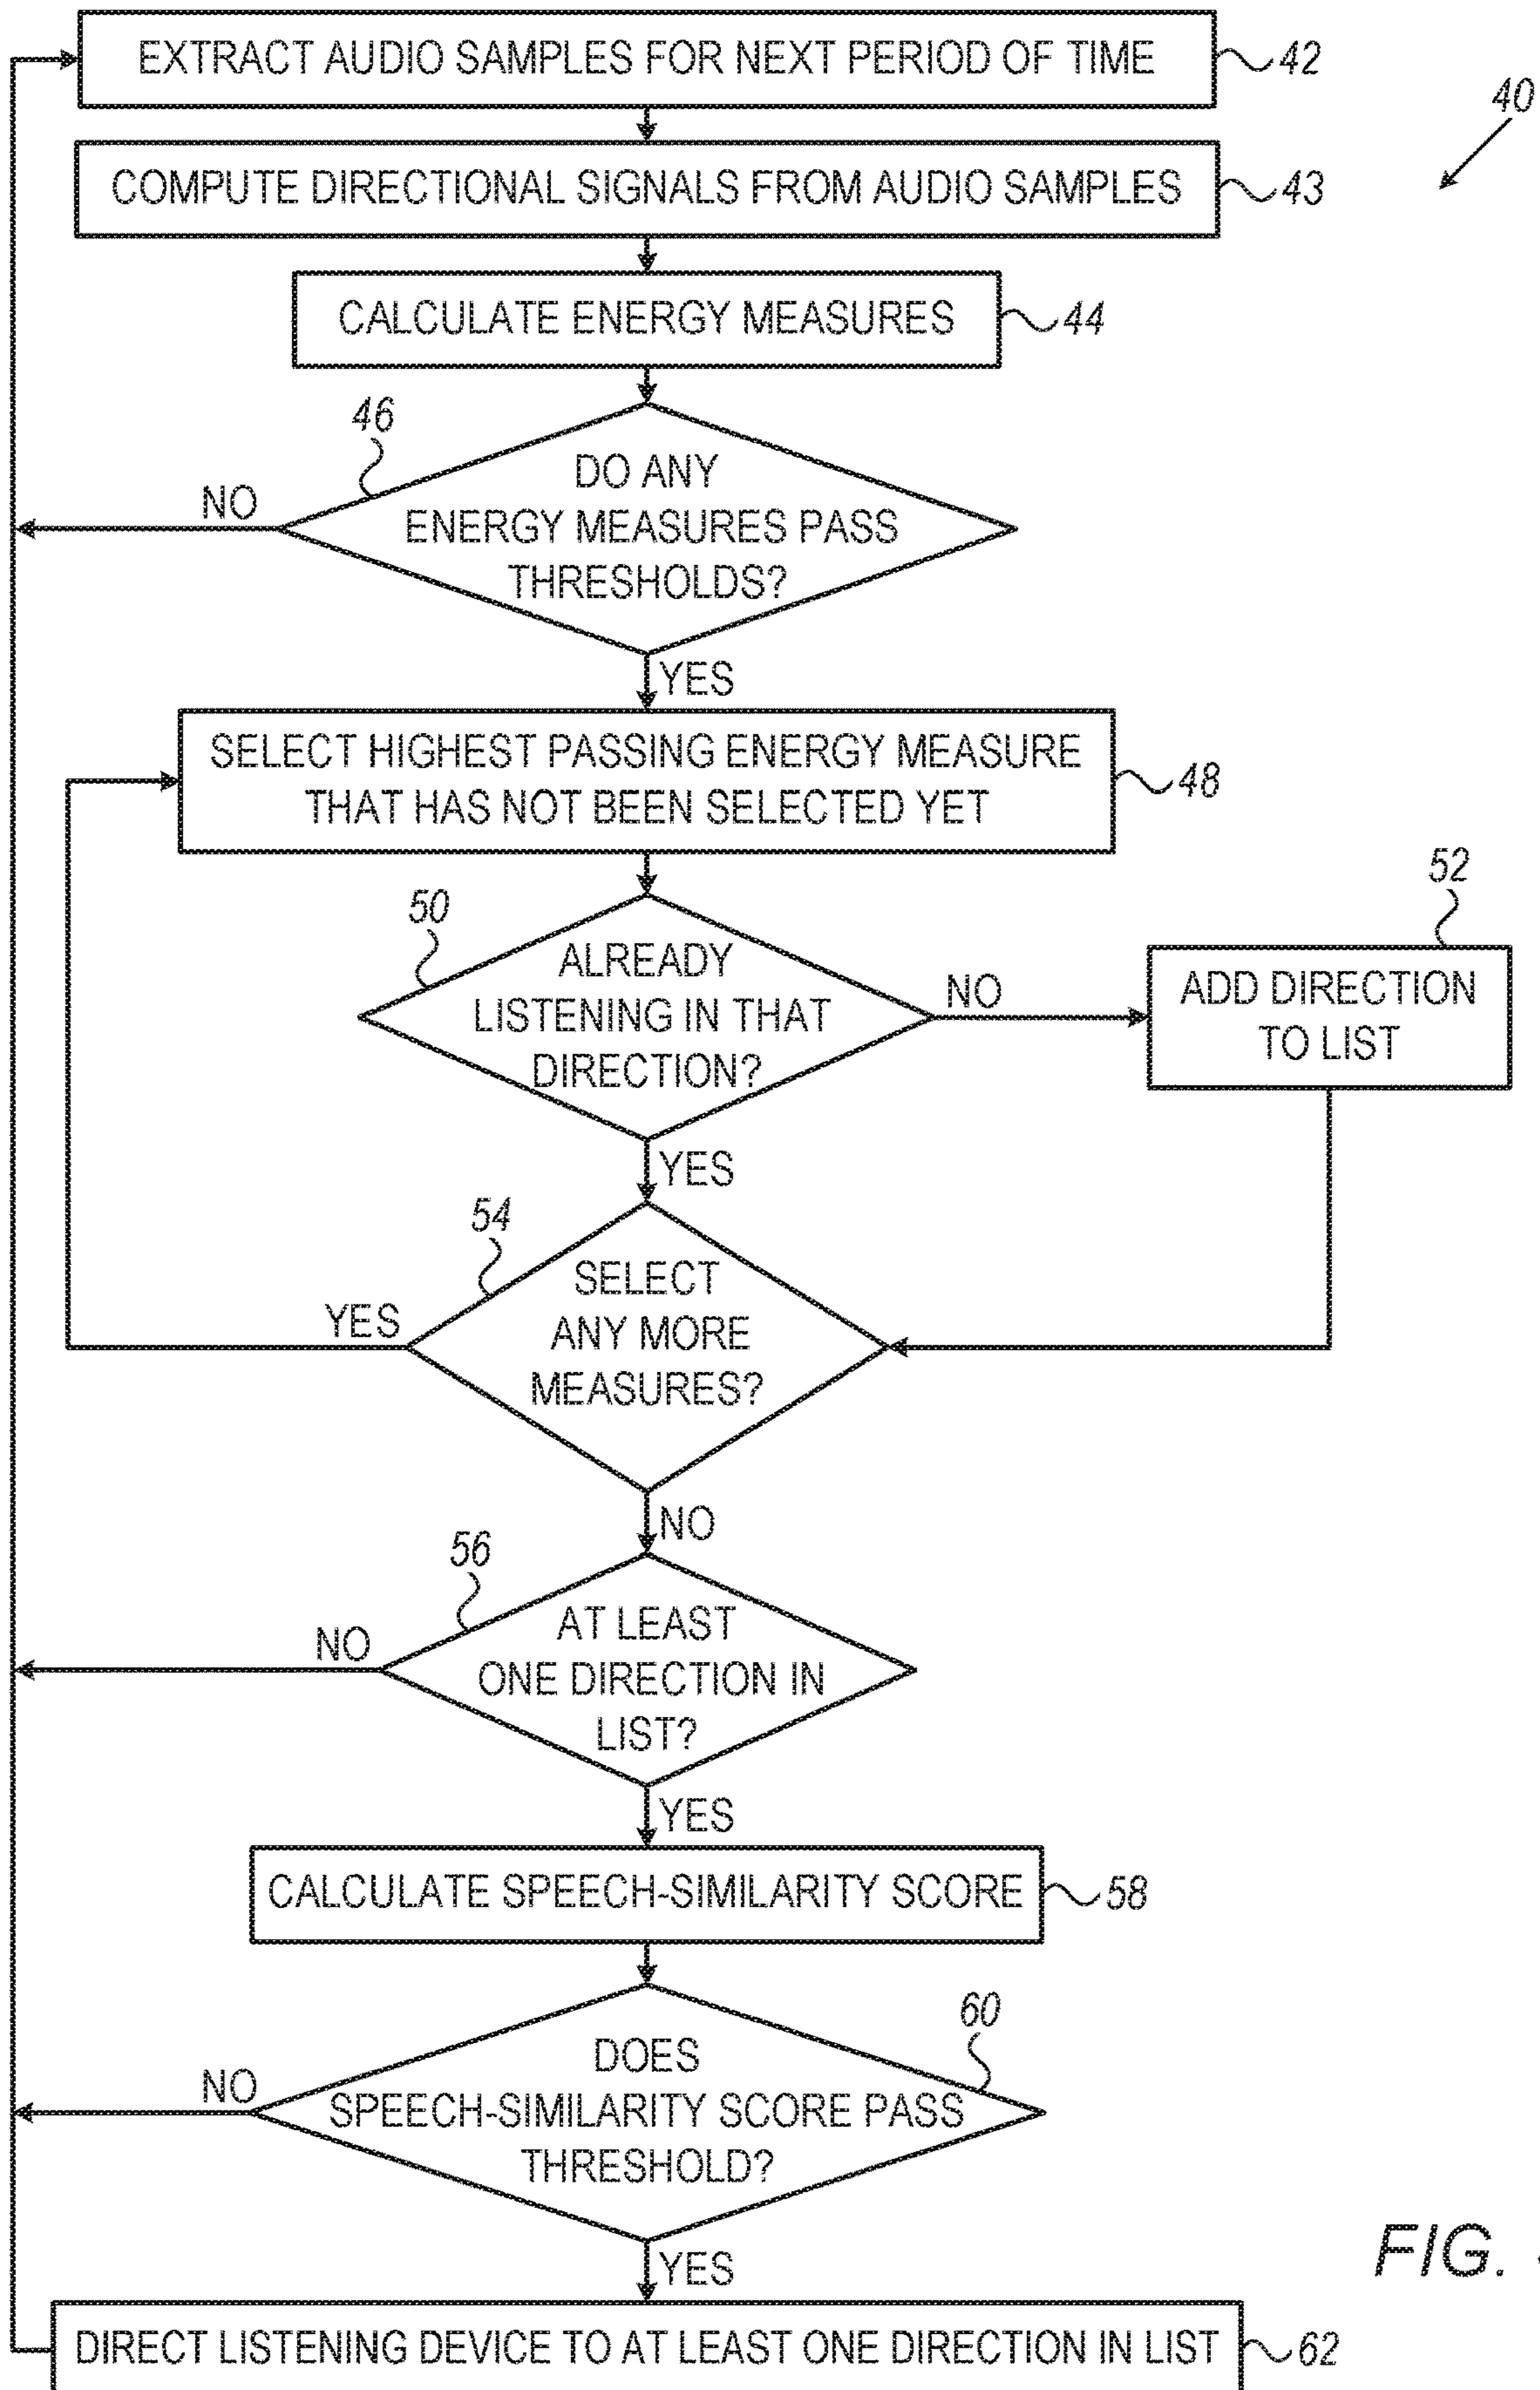 EXTRACT AUDIO SAMPLES FOR NEXT PERIOD OF TIME
42
40
COMPUTE DIRECTIONAL SIGNALS FROM AUDIO SAMPLES
43
CALCULATE ENERGY MEASURES
44
46
DO ANY
ENERGY MEASURES PASS
THRESHOLDS?
NO
YES
SELECT HIGHEST PASSING ENERGY MEASURE
THAT HAS NOT BEEN SELECTED YET
48
50
ALREADY
LISTENING IN THAT
DIRECTION?
NO
52
ADD DIRECTION
TO LIST
YES
54
SELECT
ANY MORE
MEASURES?
YES
NO
56
AT LEAST
ONE DIRECTION IN
LIST?
NO
YES
CALCULATE SPEECH-SIMILARITY SCORE
58
60
DOES
SPEECH-SIMILARITY SCORE PASS
THRESHOLD?
NO
YES
FIG.
DIRECT LISTENING DEVICE TO AT LEAST ONE DIRECTION IN LIST
62